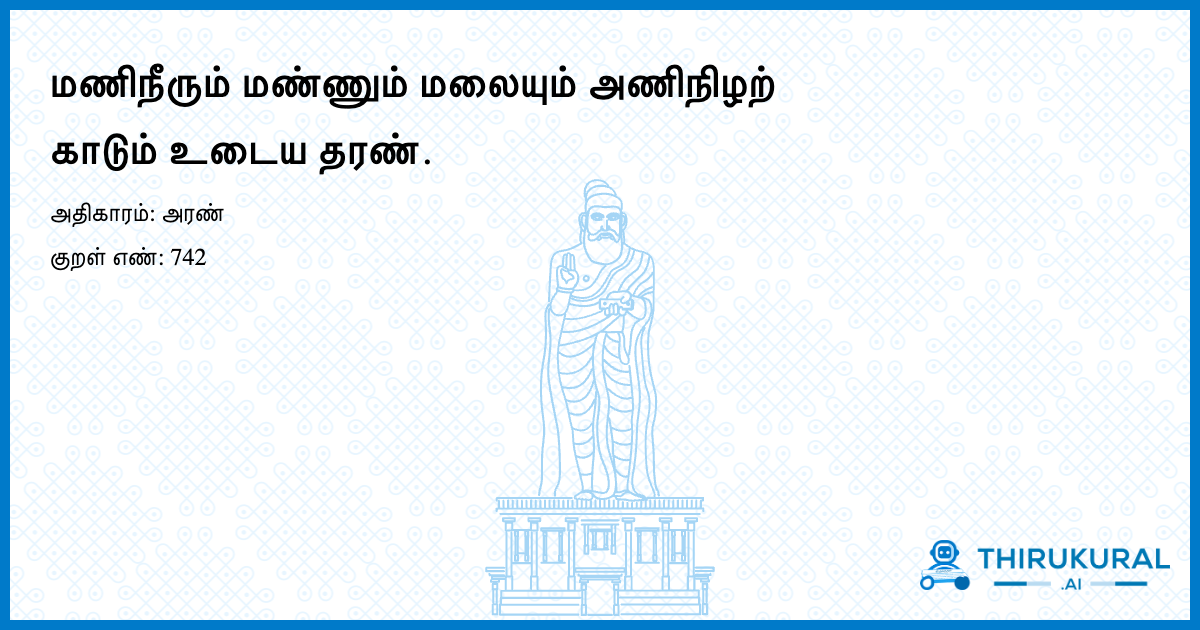 மணிநீரும் மண்ணும் மலையும் அணிநிழற்
காடும் உடைய தரண்.
அதிகாரம்: அரண்
குறள் எண்: 742
THIRUKURAL
.AI